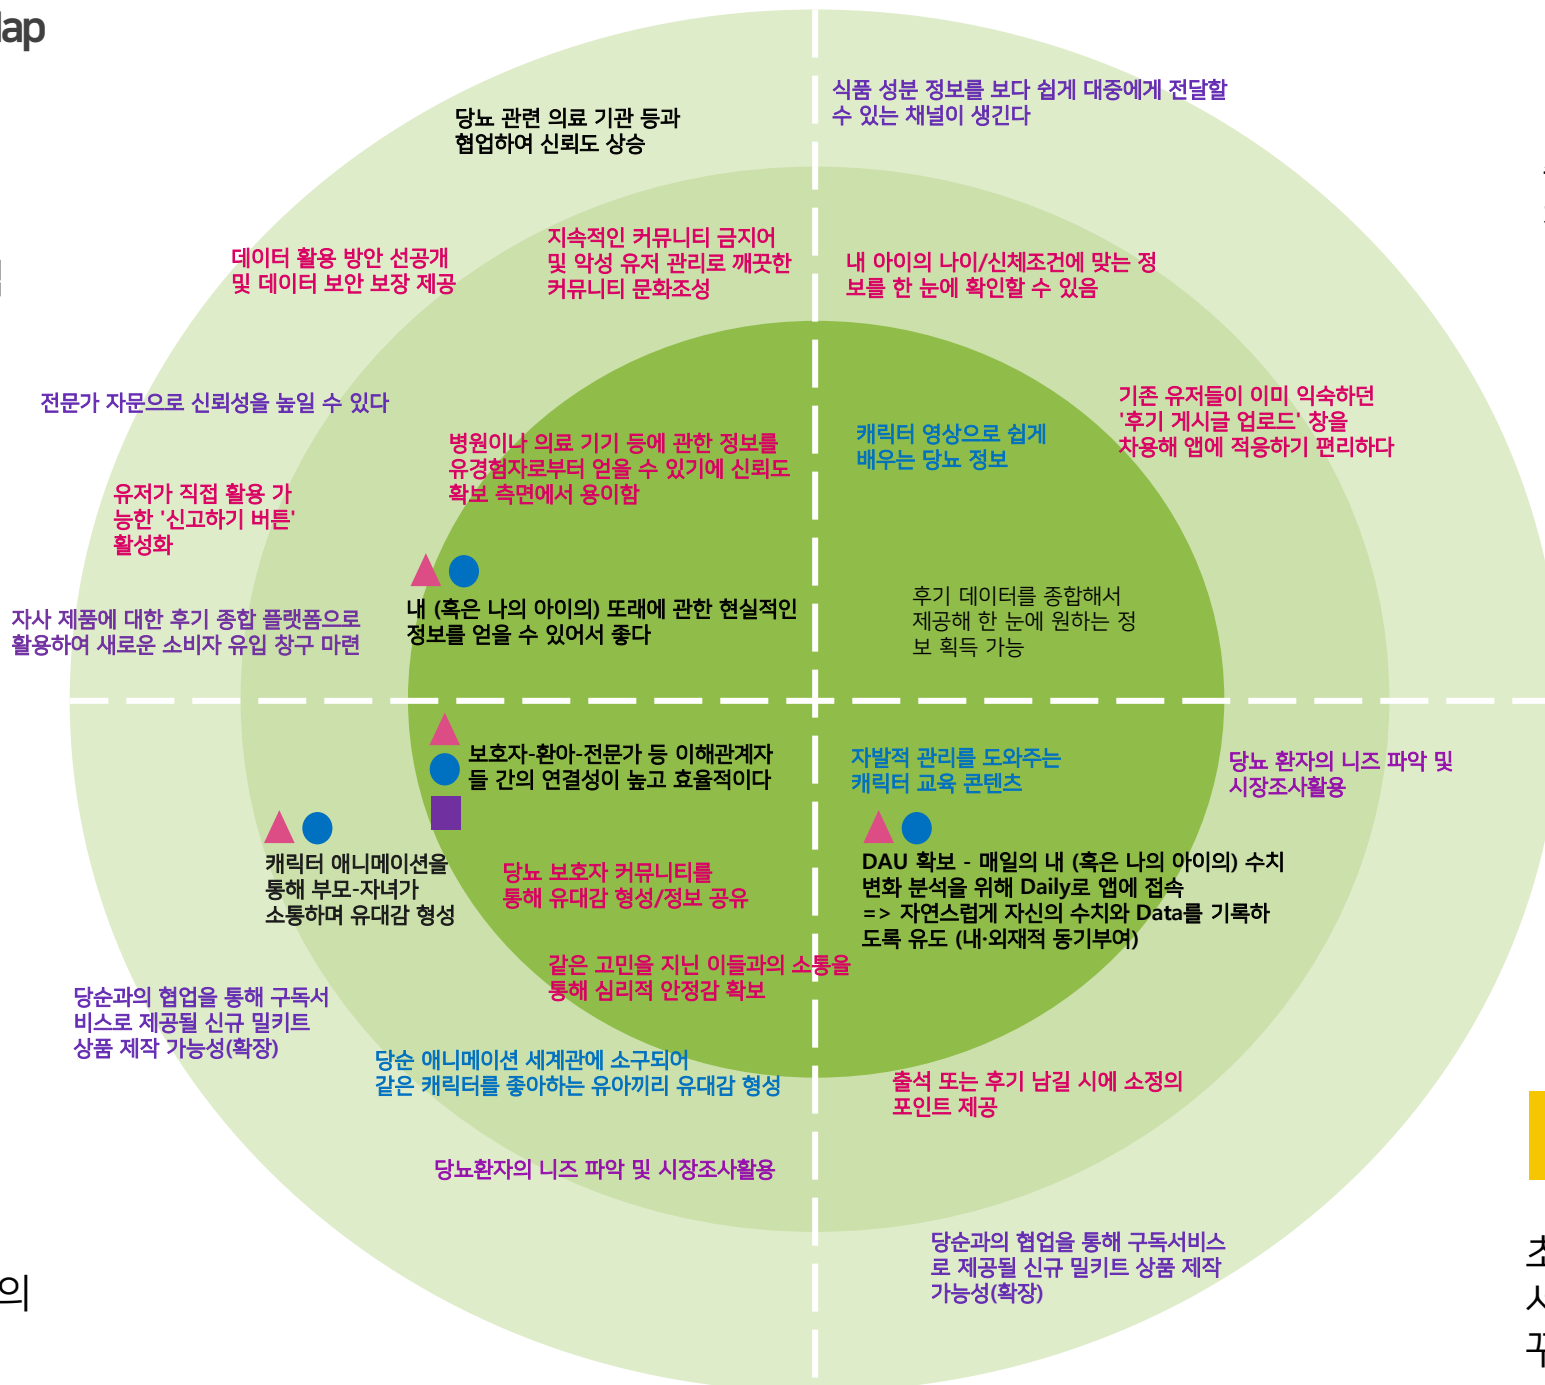 당뇨 관련 의료 기관 등과
협업하여 신뢰도 상승
식품 성분 정보를 보다 쉽게 대중에게 전달할
수 있는 채널이 생긴다
데이터 활용 방안 선공개
및 데이터 보안 보장 제공
지속적인 커뮤니티 금지어
및 악성 유저 관리로 깨끗한
커뮤니티 문화조성
내 아이의 나이/신체조건에 맞는 정
보를 한 눈에 확인할 수 있음
전문가 자문으로 신뢰성을 높일 수 있다
병원이나 의료 기기 등에 관한 정보를
유경험자로부터 얻을 수 있기에 신뢰도
확보 측면에서 용이함
캐릭터 영상으로 쉽게
배우는 당뇨 정보
기존 유저들이 이미 익숙하던
'후기 게시글 업로드' 창을
차용해 앱에 적응하기 편리하다
유저가 직접 활용 가
능한 '신고하기 버튼'
활성화
자사 제품에 대한 후기 종합 플랫폼으로
활용하여 새로운 소비자 유입 창구 마련
내 (혹은 나의 아이의) 또래에 관한 현실적인
정보를 얻을 수 있어서 좋다
후기 데이터를 종합해서
제공해 한 눈에 원하는 정
보 획득 가능
보호자-환아-전문가 등 이해관계자
들 간의 연결성이 높고 효율적이다
자발적 관리를 도와주는
캐릭터 교육 콘텐츠
당뇨 환자의 니즈 파악 및
시장조사활용
캐릭터 애니메이션을
통해 부모-자녀가
소통하며 유대감 형성
당뇨 보호자 커뮤니티를
통해 유대감 형성/정보 공유
DAU 확보 - 매일의 내 (혹은 나의 아이의) 수치
변화 분석을 위해 Daily로 앱에 접속
=> 자연스럽게 자신의 수치와 Data를 기록하
도록 유도 (내·외재적 동기부여)
같은 고민을 지닌 이들과의 소통을
통해 심리적 안정감 확보
당순과의 협업을 통해 구독서
비스로 제공될 신규 밀키트
상품 제작 가능성(확장)
당순 애니메이션 세계관에 소구되어
같은 캐릭터를 좋아하는 유아끼리 유대감 형성
출석 또는 후기 남길 시에 소정의
포인트 제공
당뇨환자의 니즈 파악 및 시장조사활용
당순과의 협업을 통해 구독서비스
로 제공될 신규 밀키트 상품 제작
가능성(확장)
의